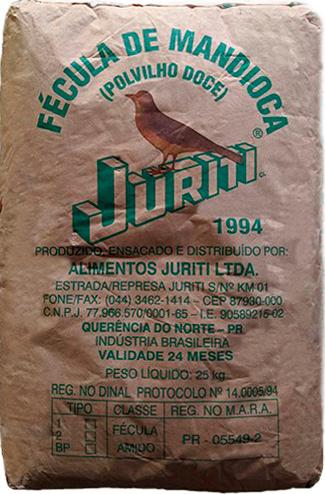 FÉCULA DE MANDIOCA
(POLVILHO DOCE)
JURITI ®
1994
PRODUZIDO, ENSACADO E DISTRIBUÍDO POR:
ALIMENTOS JURITI LTDA.
ESTRADA/REPRESA JURITI S/Nº KM 01
FONE/FAX: (044) 3462-1414 – CEP 87930-000
C.N.P.J. 77.966.570/0001-65 – I.E. 90589215-02
QUERÊNCIA DO NORTE - PR
INDÚSTRIA BRASILEIRA
VALIDADE 24 MESES
PESO LÍQUIDO: 25 kg.
REG. NO DINAL PROTOCOLO Nº 14.0005/94
TIPO CLASSE REG. NO M.A.R.A.
1 FÉCULA
2 PR - 05549-2
BP AMIDO